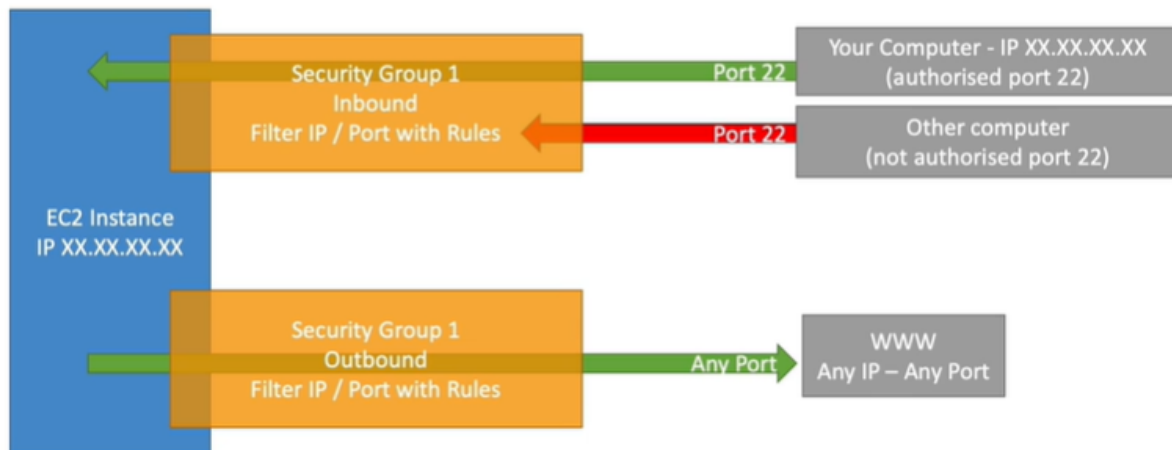 Security Group 1
Inbound
Filter IP / Port with Rules
Port 22
Your Computer - IP XX.XX.XX.XX
(authorised port 22)
Port 22
Other computer
(not authorised port 22)
EC2 Instance
IP XX.XX.XX.XX
Security Group 1
Outbound
Filter IP / Port with Rules
Any Port
WWW
Any IP – Any Port